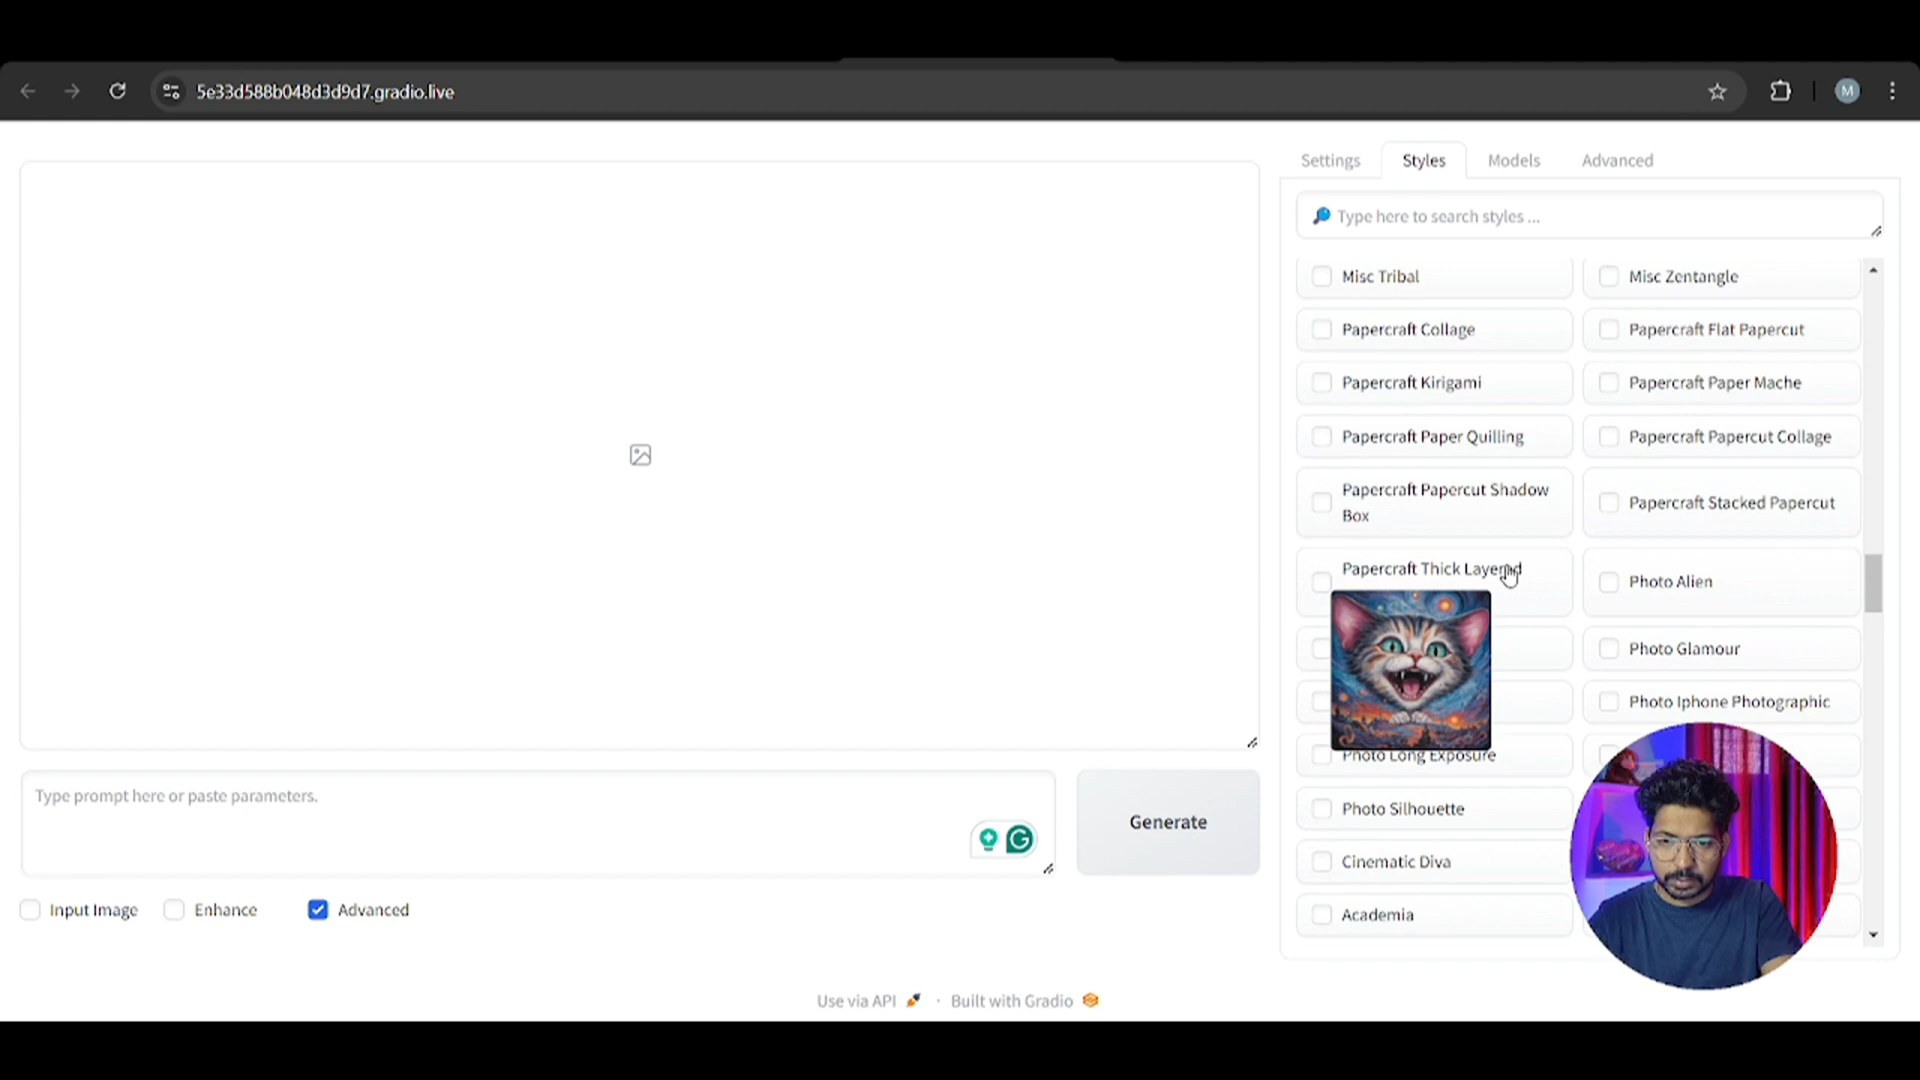 5e33d588b048d3d9d7.gradio.live
M
Settings
Styles
Models
Advanced
Type here to search styles ...
Misc Tribal
Misc Zentangle
Papercraft Collage
Papercraft Flat Papercut
Papercraft Kirigami
Papercraft Paper Mache
Papercraft Paper Quilling
Papercraft Papercut Collage
Papercraft Papercut Shadow
Box
Papercraft Stacked Papercut
Papercraft Thick Layered
Photo Alien
Photo Glamour
Photo Iphone Photographic
Photo Long Exposure
Photo Silhouette
Cinematic Diva
Academia
Type prompt here or paste parameters.
G
Generate
Input Image
Enhance
Advanced
Use via API
·
Built with Gradio